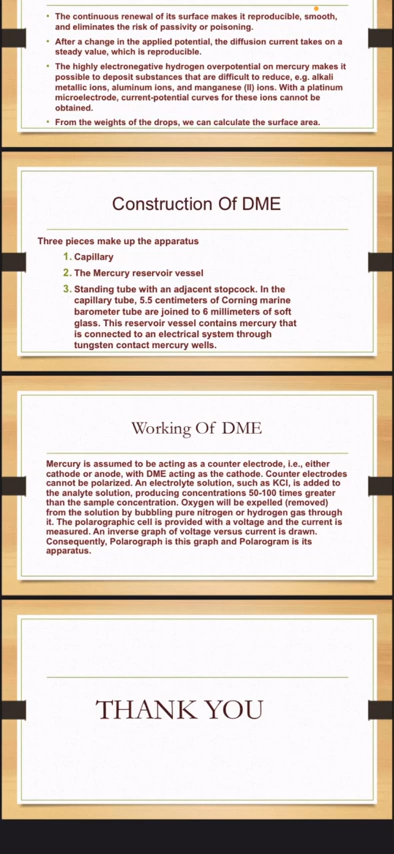 • The continuous renewal of its surface makes it reproducible, smooth,
and eliminates the risk of passivity or poisoning.
• After a change in the applied potential, the diffusion current takes on a
steady value, which is reproducible.
• The highly electronegative hydrogen overpotential on mercury makes it
possible to deposit substances that are difficult to reduce, e.g. alkali
metallic ions, aluminum ions, and manganese (II) ions. With a platinum
microelectrode, current-potential curves for these ions cannot be
obtained.
• From the weights of the drops, we can calculate the surface area.
Construction Of DME
Three pieces make up the apparatus
1. Capillary
2. The Mercury reservoir vessel
3. Standing tube with an adjacent stopcock. In the
capillary tube, 5.5 centimeters of Corning marine
barometer tube are joined to 6 millimeters of soft
glass. This reservoir vessel contains mercury that
is connected to an electrical system through
tungsten contact mercury wells.
Working Of DME
Mercury is assumed to be acting as a counter electrode, i.e., either
cathode or anode, with DME acting as the cathode. Counter electrodes
cannot be polarized. An electrolyte solution, such as KCl, is added to
the analyte solution, producing concentrations 50-100 times greater
than the sample concentration. Oxygen will be expelled (removed)
from the solution by bubbling pure nitrogen or hydrogen gas through
it. The polarographic cell is provided with a voltage and the current is
measured. An inverse graph of voltage versus current is drawn.
Consequently, Polarograph is this graph and Polarogram is its
apparatus.
THANK YOU